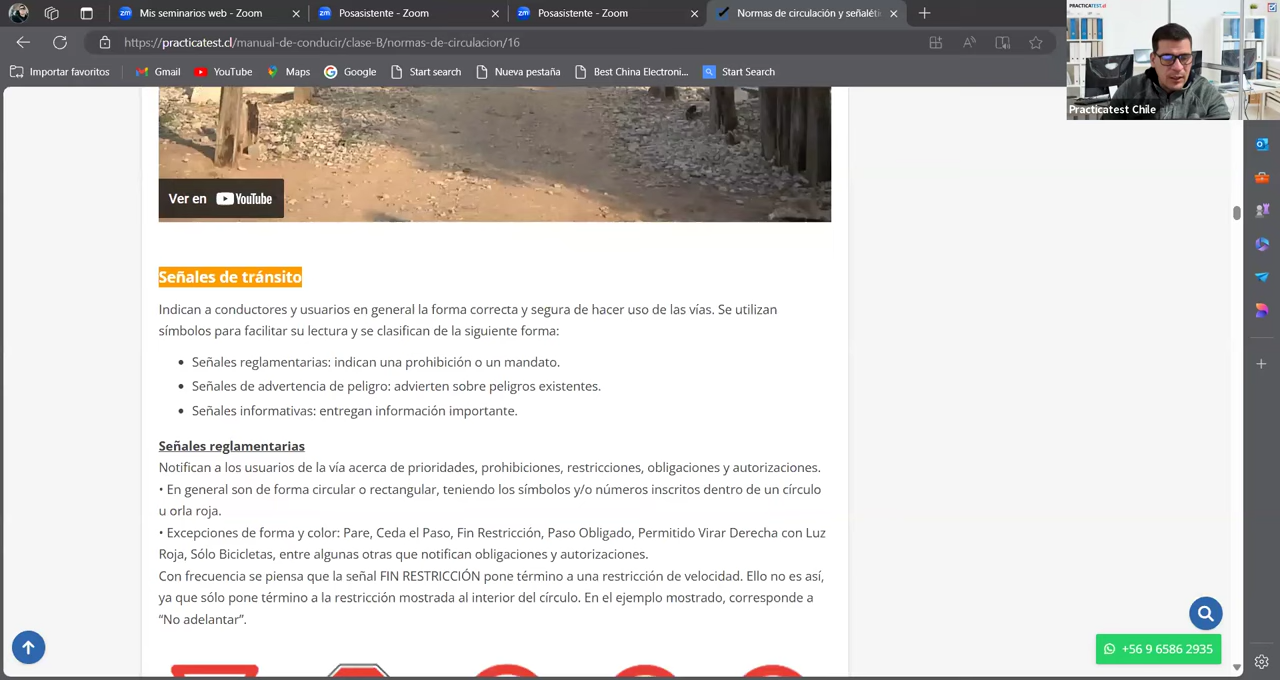 Mis seminarios web - Zoom
Posasistente - Zoom
Posasistente - Zoom
Normas de circulación y señaléti
https://practicatest.cl/manual-de-conducir/clase-B/normas-de-circulacion/16
Importar favoritos
Gmail
YouTube
Maps
Google
Start search
Nueva pestaña
Best China Electroni...
Start Search
PRACTICATEST.cl
Practicatest Chile
Ver en YouTube
Señales de tránsito
Indican a conductores y usuarios en general la forma correcta y segura de hacer uso de las vías. Se utilizan
símbolos para facilitar su lectura y se clasifican de la siguiente forma:
• Señales reglamentarias: indican una prohibición o un mandato.
• Señales de advertencia de peligro: advierten sobre peligros existentes.
• Señales informativas: entregan información importante.
Señales reglamentarias
Notifican a los usuarios de la vía acerca de prioridades, prohibiciones, restricciones, obligaciones y autorizaciones.
• En general son de forma circular o rectangular, teniendo los símbolos y/o números inscritos dentro de un círculo
u orla roja.
• Excepciones de forma y color: Pare, Ceda el Paso, Fin Restricción, Paso Obligado, Permitido Virar Derecha con Luz
Roja, Sólo Bicicletas, entre algunas otras que notifican obligaciones y autorizaciones.
Con frecuencia se piensa que la señal FIN RESTRICCIÓN pone término a una restricción de velocidad. Ello no es así,
ya que sólo pone término a la restricción mostrada al interior del círculo. En el ejemplo mostrado, corresponde a
“No adelantar”.
+56 9 6586 2935